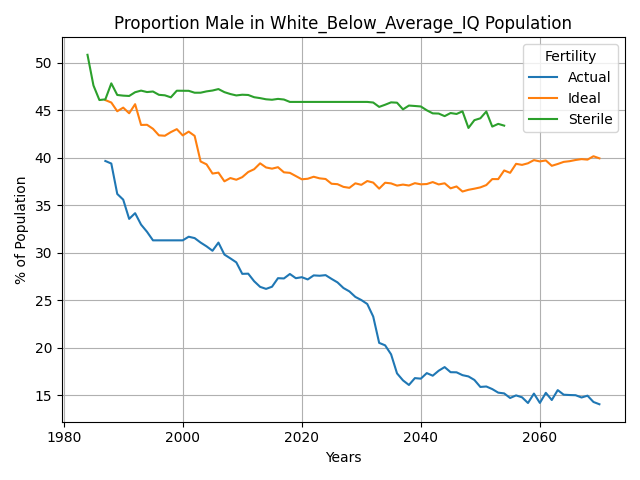 Proportion Male in White_Below_Average_IQ Population
Fertility
Actual
Ideal
Sterile
% of Population
50
45
40
35
30
25
20
15
1980
2000
2020
2040
2060
Years